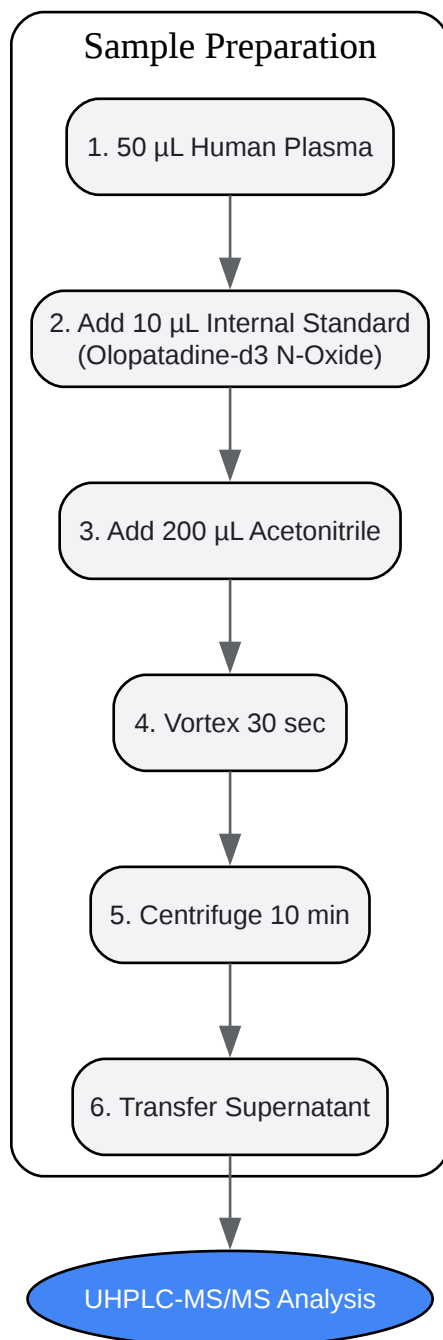 Sample Preparation
1. 50 µL Human Plasma
2. Add 10 µL Internal Standard
(Olopatadine-d3 N-Oxide)
3. Add 200 µL Acetonitrile
4. Vortex 30 sec
5. Centrifuge 10 min
6. Transfer Supernatant
UHPLC-MS/MS Analysis